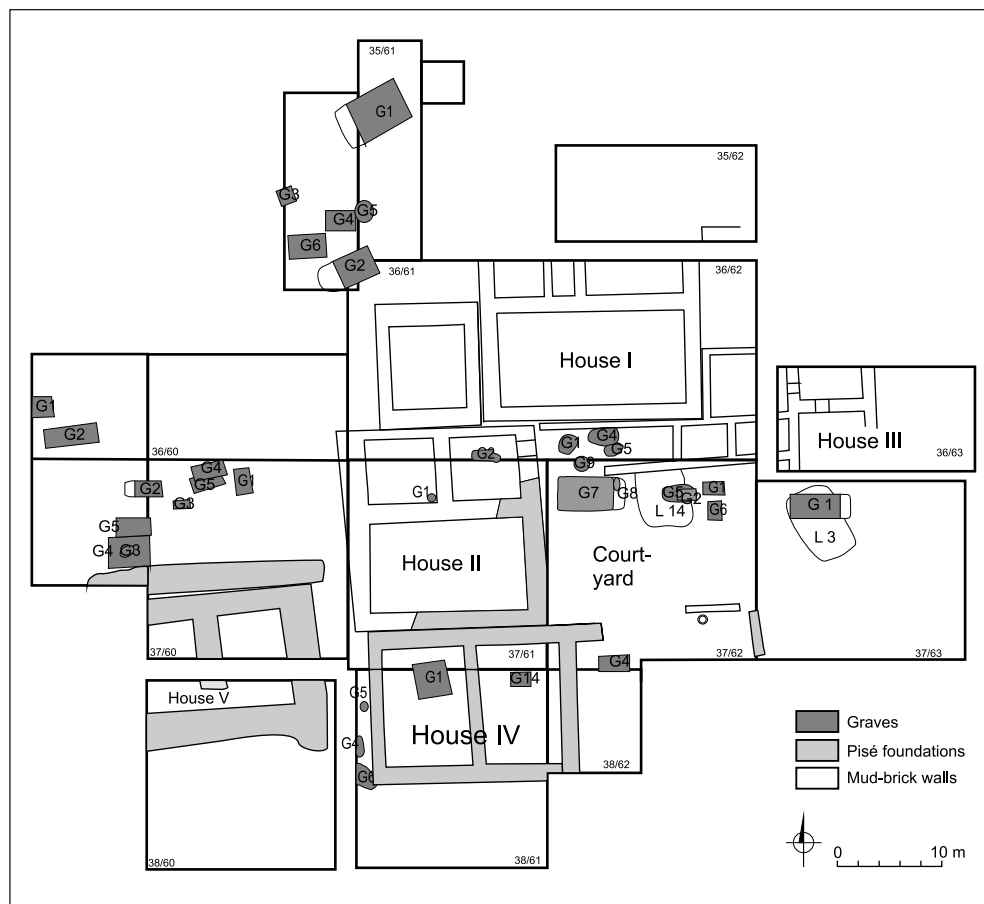 35/61
G1
35/62
G3
G5
G4
G6
G2
36/61
36/62
House I
G1
G2
36/60
House III
36/63
G4
G1
G5
G2
G9
G4
G5
G1
G2
G3
G1
G7
G8
G5
G2
G1
G6
L 14
G 1
L 3
G5
G4
G3
House II
Court-
yard
37/60
37/61
37/62
37/63
G4
G1
G14
House V
G5
G4
G6
House IV
38/62
38/60
38/61
Graves
Pisé foundations
Mud-brick walls
0
10 m